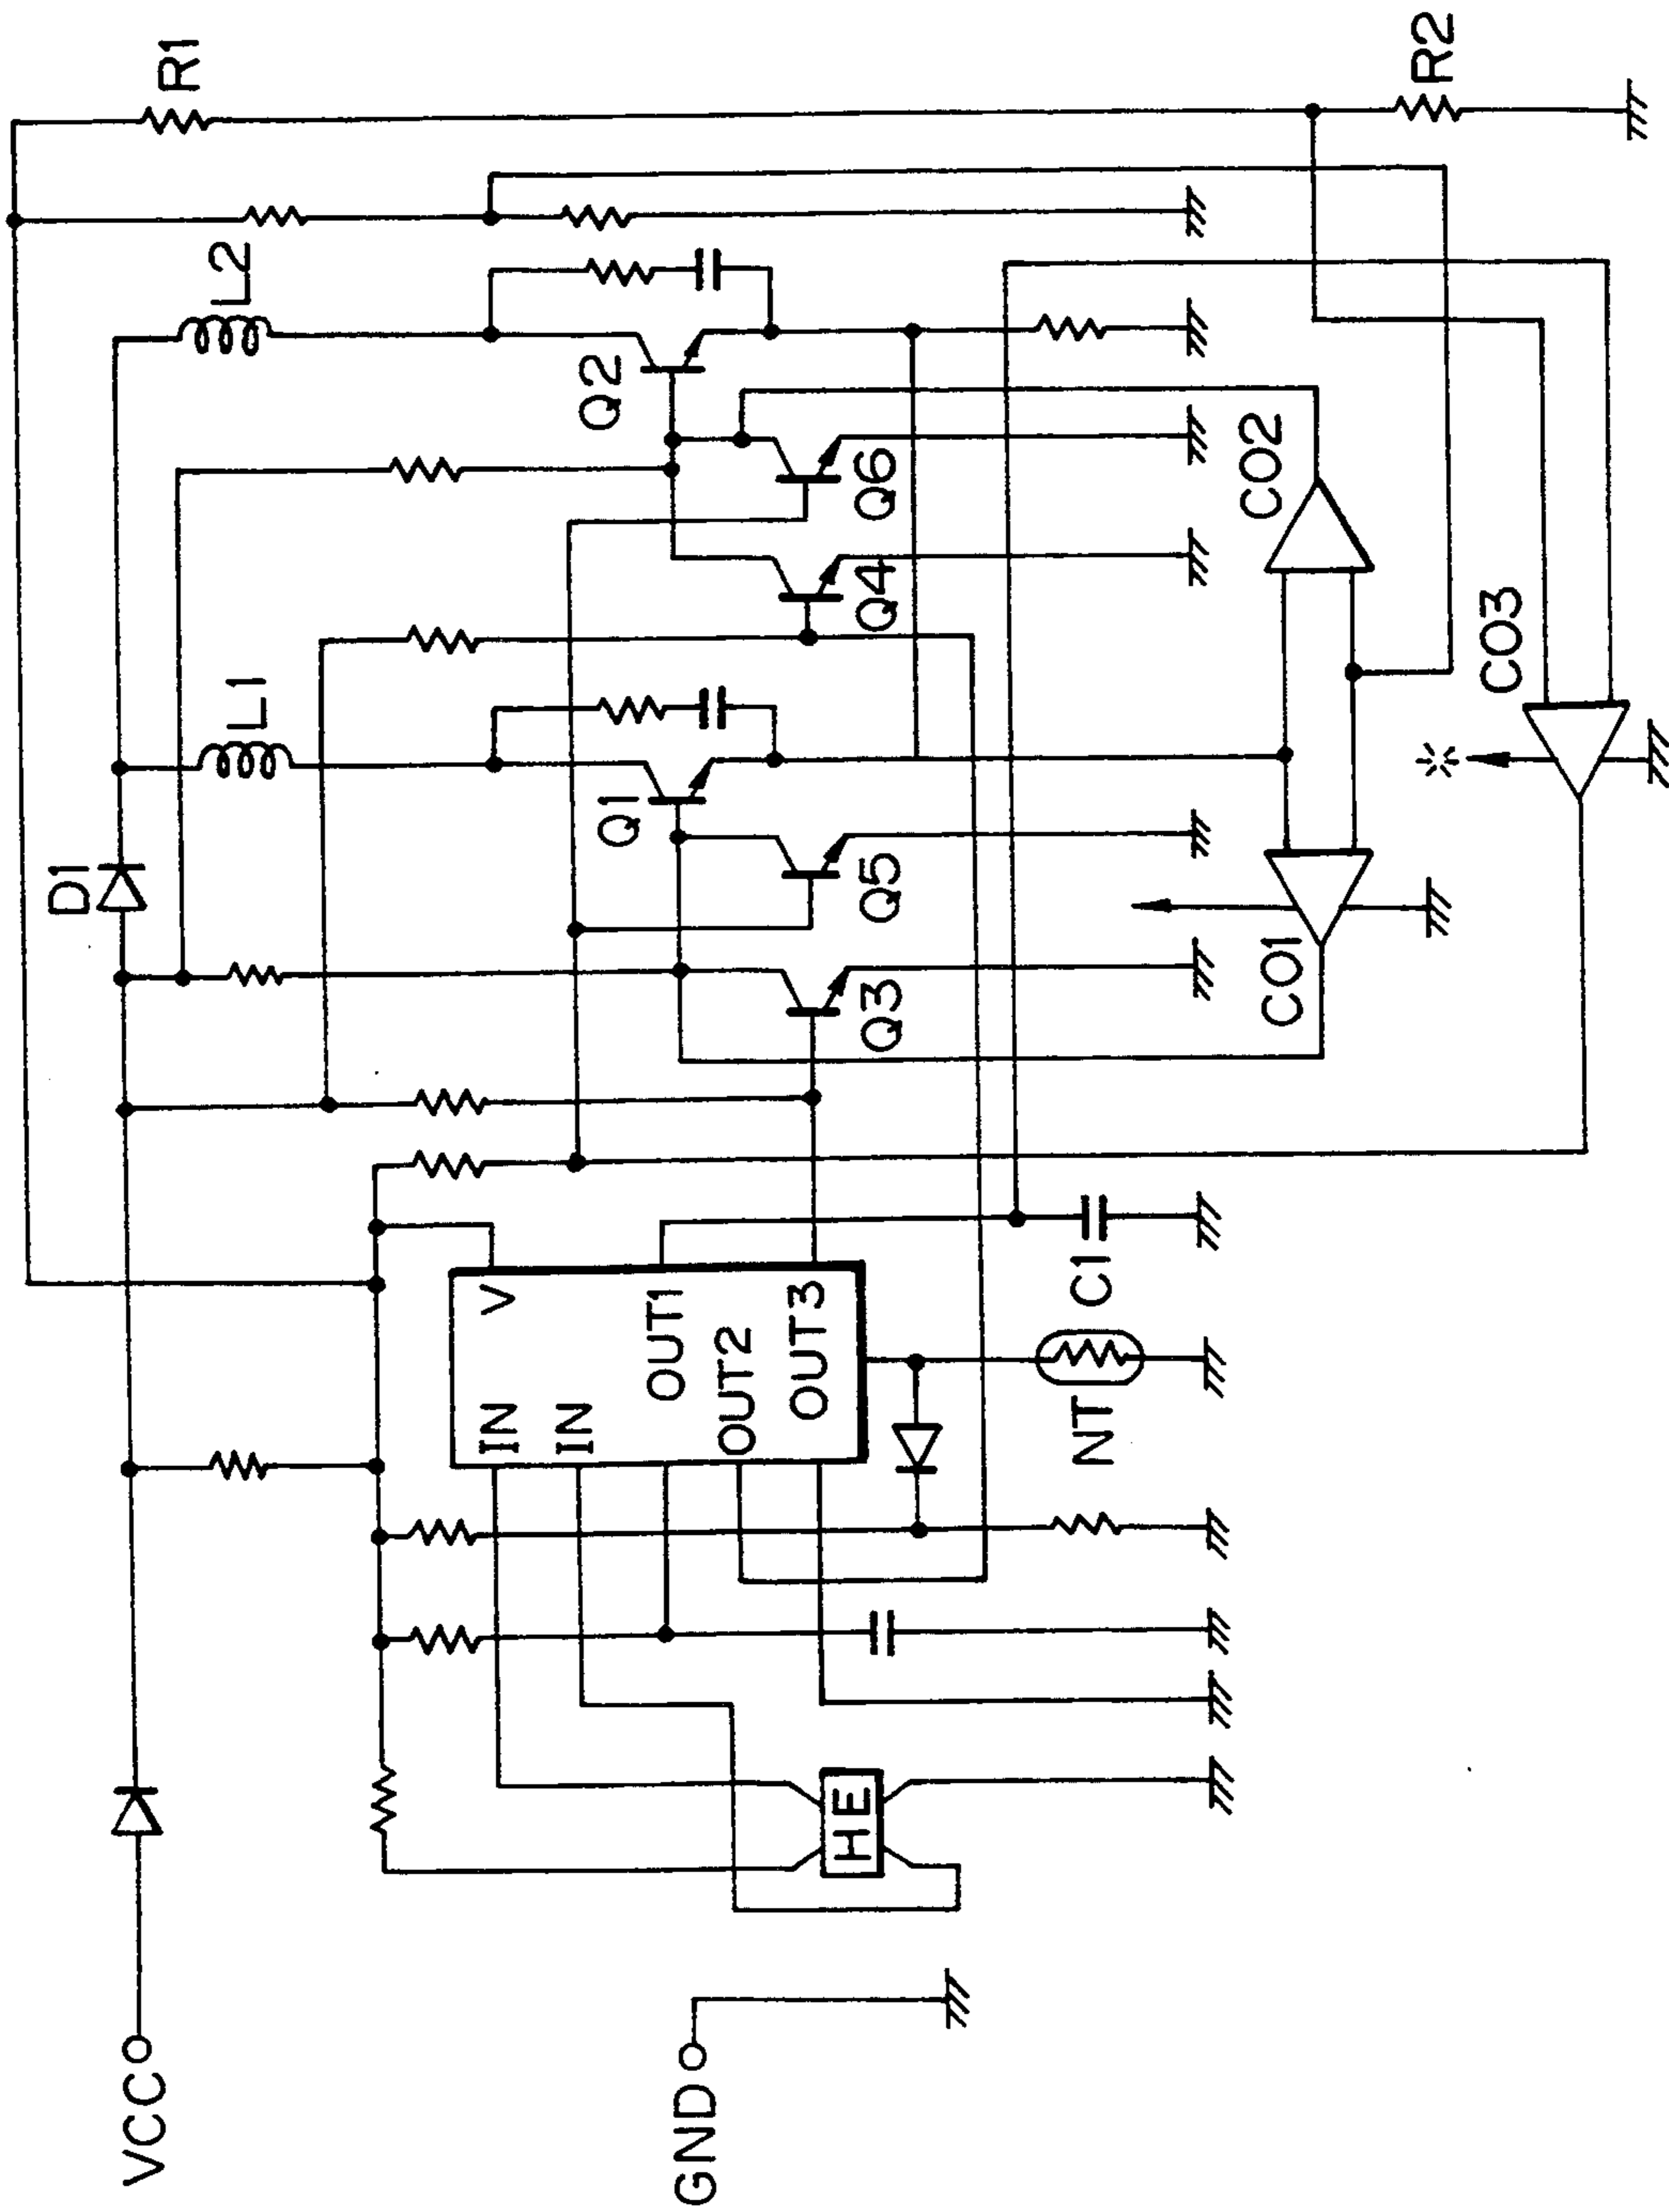 VCC
GND
HE
IN
IN
V
OUT1
OUT2
OUT3
NT
C1
D1
L1
L2
Q1
Q2
Q3
Q5
Q4
Q6
CO1
CO2
CO3
R1
R2